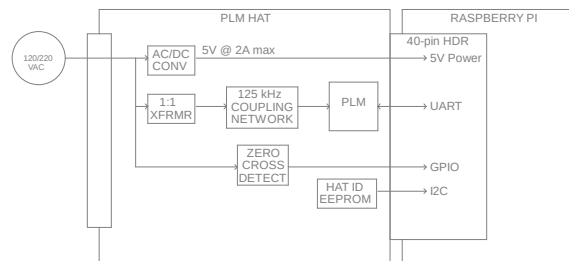 PLM HAT
RASPBERRY PI
120/220
VAC
AC/DC
CONV
5V @ 2A max
40-pin HDR
5V Power
1:1
XFRMR
125 kHz
COUPLING
NETWORK
PLM
UART
ZERO
CROSS
DETECT
GPIO
HAT ID
EEPROM
I2C